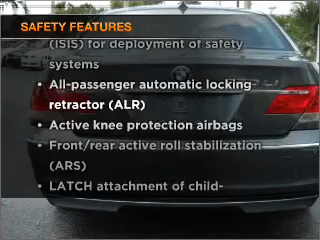 SAFETY FEATURES
(ISIS) for deployment of safety
systems
• All-passenger automatic locking
retractor (ALR)
• Active knee protection airbags
• Front/rear active roll stabilization
(ARS)
• LATCH attachment of child-